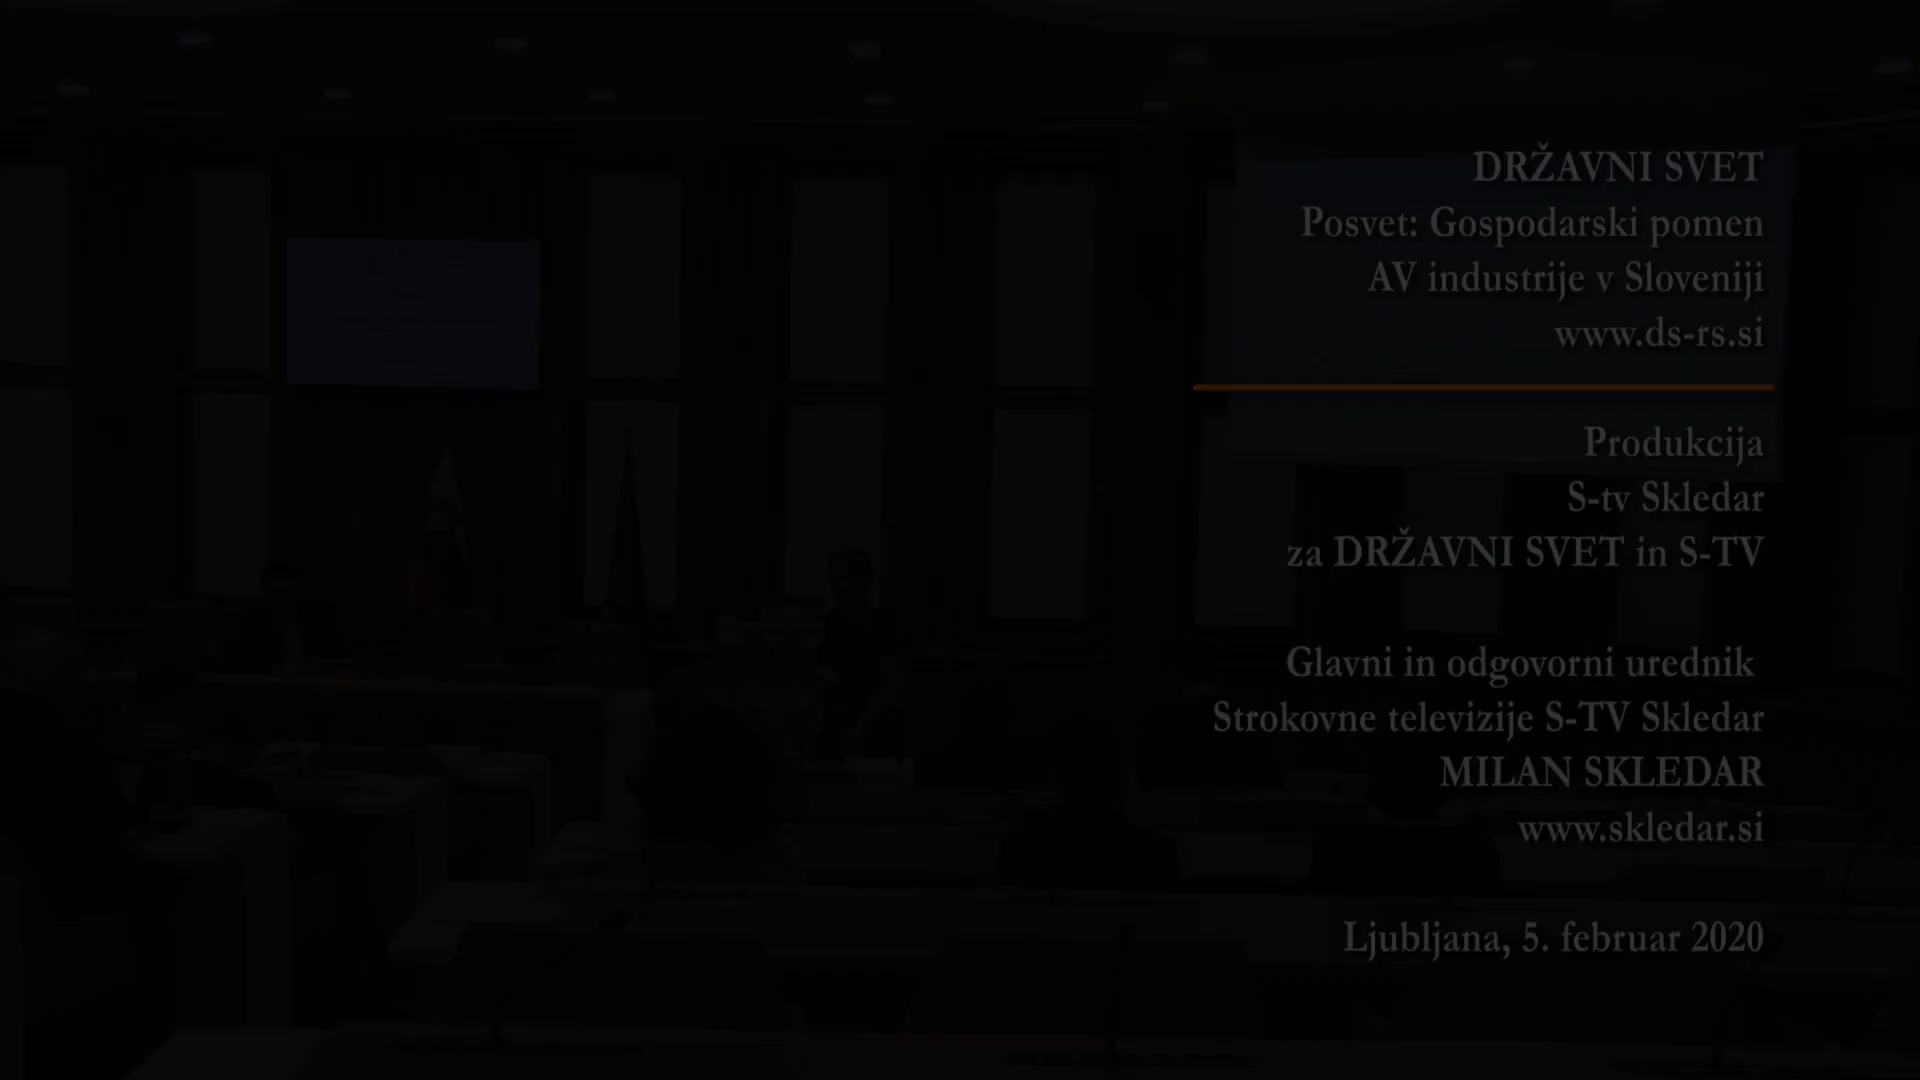 DRŽAVNI SVET
Posvet: Gospodarski pomen
AV industrije v Sloveniji
www.ds-rs.si
Produkcija
S-tv Skledar
za DRŽAVNI SVET in S-TV
Glavni in odgovorni urednik
Strokovne televizije S-TV Skledar
MILAN SKLEDAR
www.skledar.si
Ljubljana, 5. februar 2020